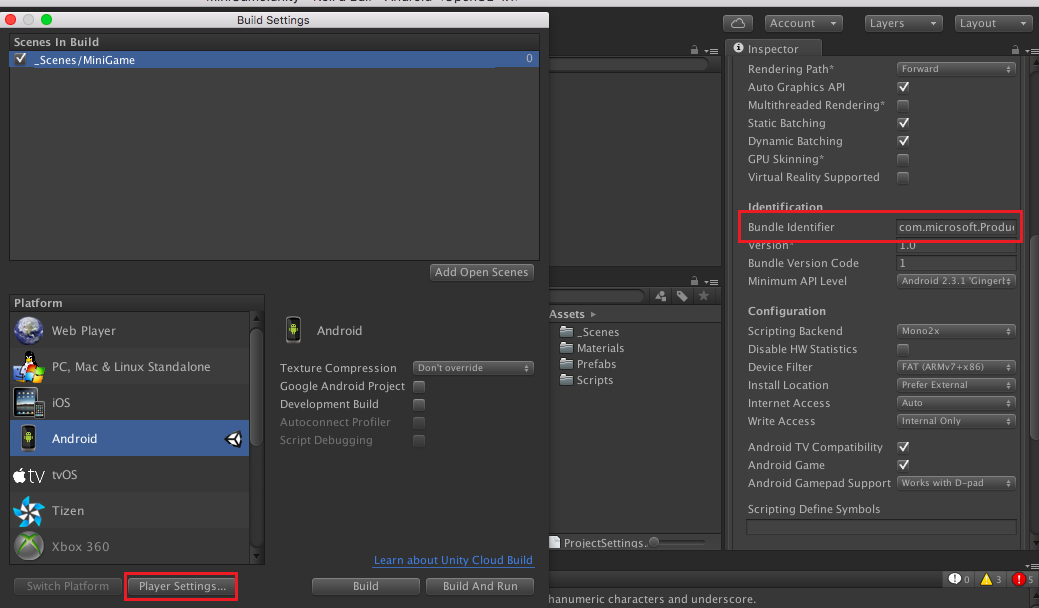 Build Settings
Scenes In Build
_Scenes/MiniGame 0
Add Open Scenes
Platform
Web Player
PC, Mac & Linux Standalone
iOS
Android
tv tvOS
Tizen
Xbox 360
Android
Texture Compression Don't override
Google Android Project
Development Build
Autoconnect Profiler
Script Debugging
Learn about Unity Cloud Build
Switch Platform Player Settings... Build Build And Run
Assets
_Scenes
Materials
Prefabs
Scripts
ProjectSettings.
Account Layers Layout
Inspector
Rendering Path* Forward
Auto Graphics API
Multithreaded Rendering*
Static Batching
Dynamic Batching
GPU Skinning*
Virtual Reality Supported
Identification
Bundle Identifier com.microsoft.Produc
Version* 1.0
Bundle Version Code 1
Minimum API Level Android 2.3.1 'Gingerb
Configuration
Scripting Backend Mono2x
Disable HW Statistics
Device Filter FAT (ARMv7+x86)
Install Location Prefer External
Internet Access Auto
Write Access Internal Only
Android TV Compatibility
Android Game
Android Gamepad Support Works with D-pad
Scripting Define Symbols
0 3 5
hanumeric characters and underscore.